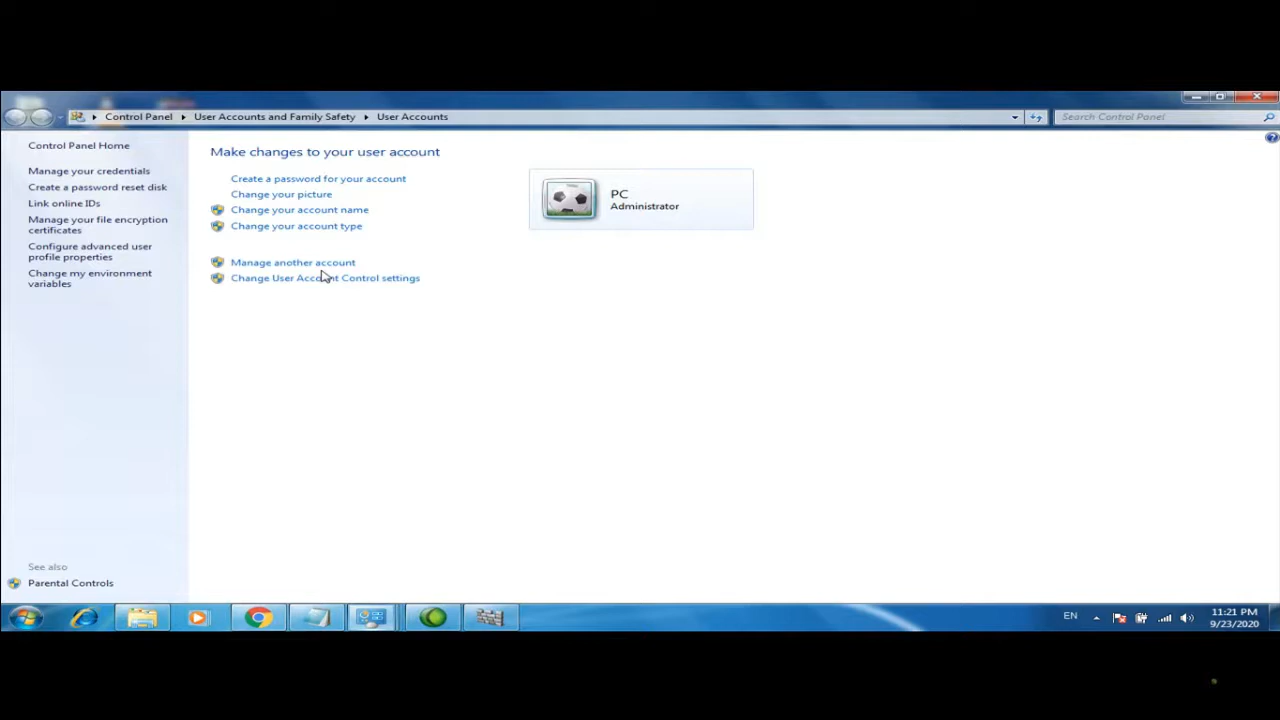 Control Panel User Accounts and Family Safety User Accounts
Search Control Panel
Control Panel Home
Manage your credentials
Create a password reset disk
Link online IDs
Manage your file encryption
certificates
Configure advanced user
profile properties
Change my environment
variables
See also
Parental Controls
Make changes to your user account
Create a password for your account
Change your picture
Change your account name
Change your account type
Manage another account
Change User Account Control settings
PC
Administrator
EN
11:21 PM
9/23/2020